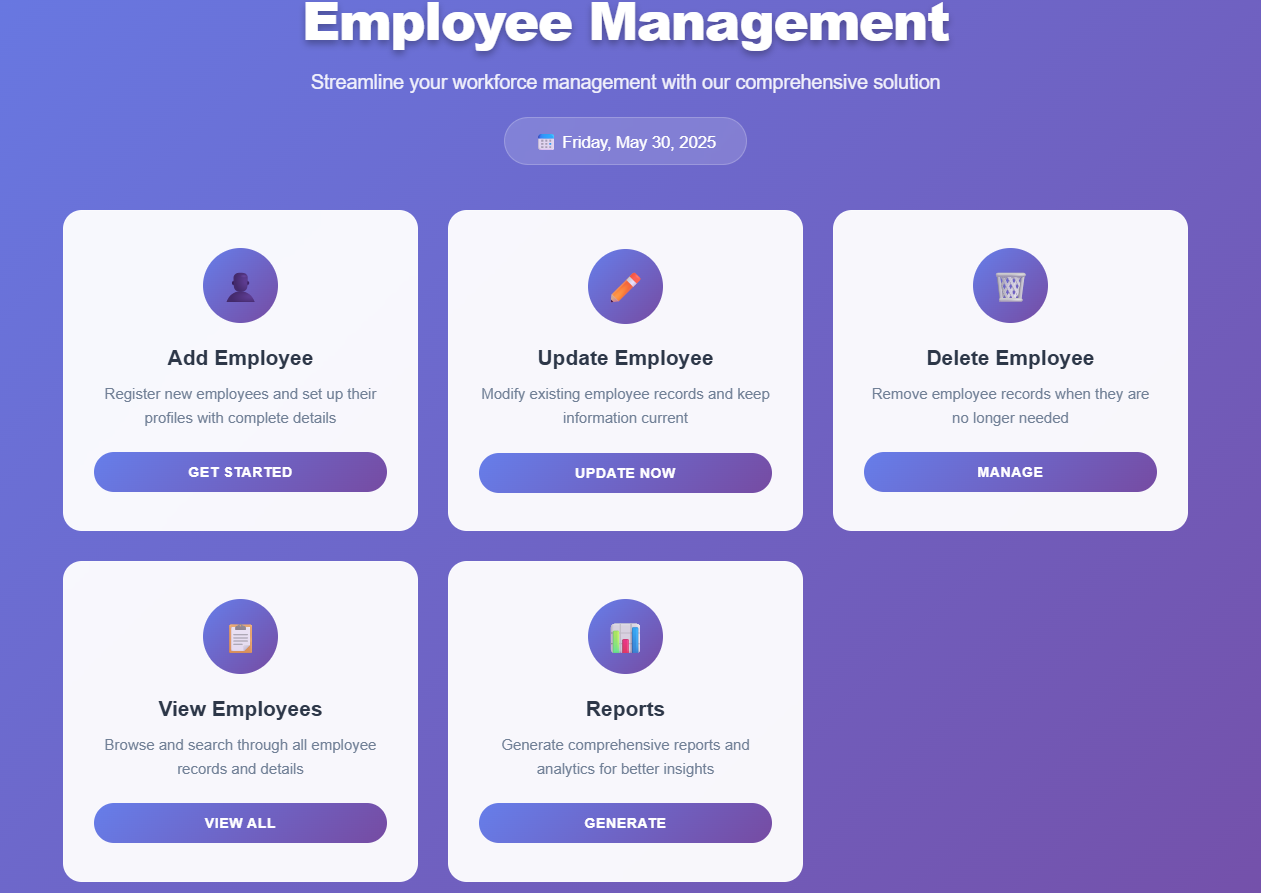 Employee Management
Streamline your workforce management with our comprehensive solution
Friday, May 30, 2025
Add Employee
Register new employees and set up their
profiles with complete details
GET STARTED
Update Employee
Modify existing employee records and keep
information current
UPDATE NOW
Delete Employee
Remove employee records when they are
no longer needed
MANAGE
View Employees
Browse and search through all employee
records and details
VIEW ALL
Reports
Generate comprehensive reports and
analytics for better insights
GENERATE